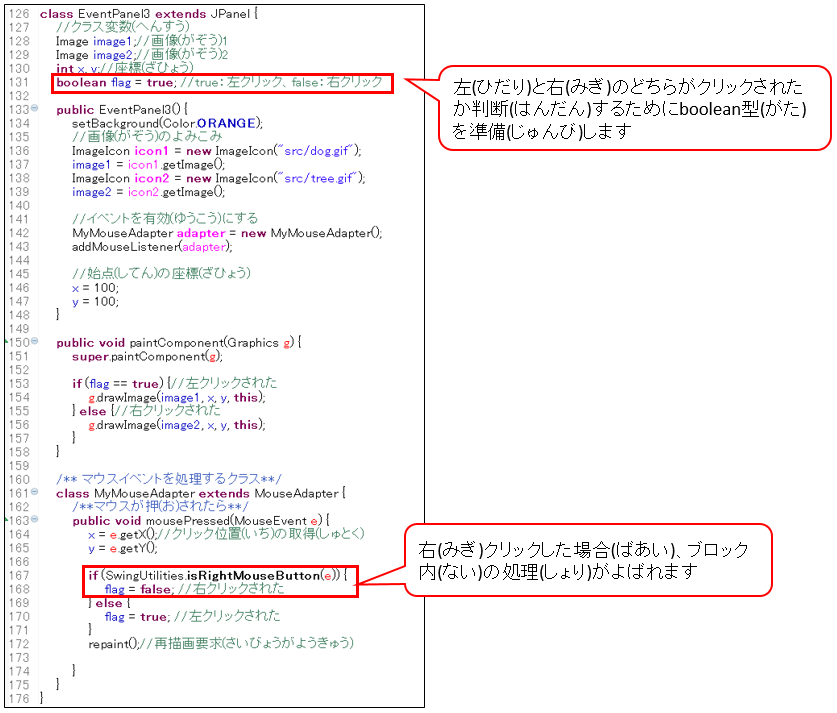 126 class EventPanel3 extends JPanel {
127 //クラス変数(へんすう)
128 Image image1;//画像(がぞう)1
129 Image image2;//画像(がぞう)2
130 int x, y;//座標(ざひょう)
131 boolean flag = true; //true：左クリック、false：右クリック
132
133 public EventPanel3() {
134 setBackground(Color.ORANGE);
135 //画像(がぞう)のよみこみ
136 ImageIcon icon1 = new ImageIcon("src/dog.gif");
137 image1 = icon1.getImage();
138 ImageIcon icon2 = new ImageIcon("src/tree.gif");
139 image2 = icon2.getImage();
140
141 //イベントを有効(ゆうこう)にする
142 MyMouseAdapter adapter = new MyMouseAdapter();
143 addMouseListener(adapter);
144
145 //始点(してん)の座標(ざひょう)
146 x = 100;
147 y = 100;
148 }
149
150 public void paintComponent(Graphics g) {
151 super.paintComponent(g);
152
153 if(flag == true) {//左クリックされた
154 g.drawImage(image1, x, y, this);
155 } else {//右クリックされた
156 g.drawImage(image2, x, y, this);
157 }
158 }
159
160 /** マウスイベントを処理するクラス**/
161 class MyMouseAdapter extends MouseAdapter {
162 /**マウスが押(お)されたら**/
163 public void mousePressed(MouseEvent e) {
164 x = e.getX();//クリック位置(いち)の取得(しゅとく)
165 y = e.getY();
166
167 if(SwingUtilities.isRightMouseButton(e)) {
168 flag = false; //右クリックされた
169 } else {
170 flag = true; //左クリックされた
171 }
172 repaint();//再描画要求(さいびょうがようきゅう)
173
174 }
175 }
176 }
左(ひだり)と右(みぎ)のどちらがクリックされた
か判断(はんだん)するためにboolean型(がた)
を準備(じゅんび)します
右(みぎ)クリックした場合(ばあい)、ブロック
内(ない)の処理(しょり)がよばれます